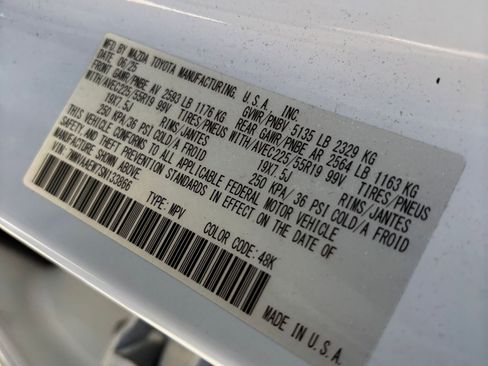 MFD. BY MAZDA TOYOTA MANUFACTURING, U.S.A., INC.
DATE: 06/25 GVWR/PNBV 5135 LB 2329 KG
FRONT GAWR/PNBE AV 2593 LB 1176 KG REAR GAWR/PNBE AR 2564 LB 1163 KG
WITH/AVEC225/55R19 99V TIRES/PNEUS WITH/AVEC225/55R19 99V TIRES/PNEUS
19X7.5J RIMS/JANTES 19X7.5J RIMS/JANTES
250 KPA/36 PSI COLD/A FROID 250 KPA/36 PSI COLD/A FROID
THIS VEHICLE CONFORMS TO ALL APPLICABLE FEDERAL MOTOR VEHICLE
SAFETY AND THEFT PREVENTION STANDARDS IN EFFECT ON THE DATE OF
MANUFACTURE SHOWN ABOVE.
TYPE: MPV
COLOR CODE: 48K
MADE IN U.S.A.